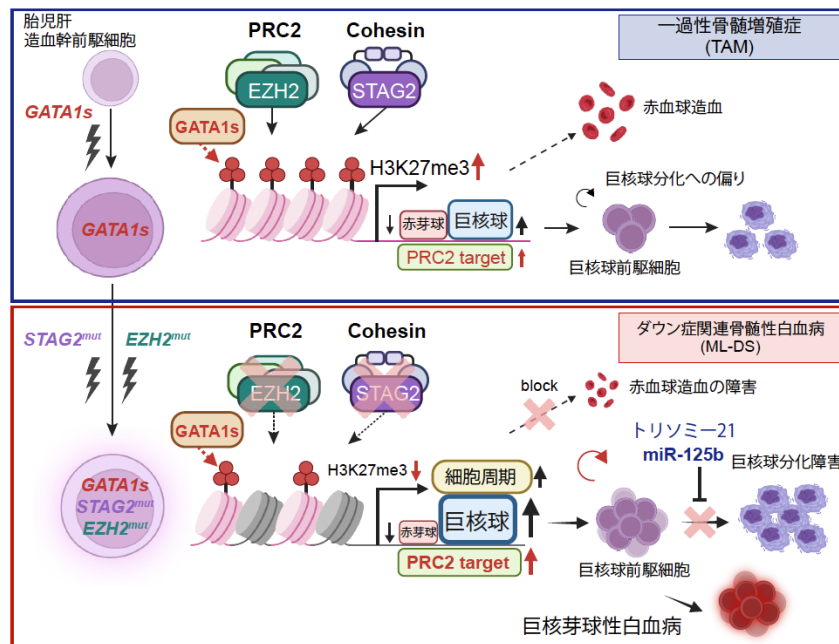 胎児肝
造血幹前駆細胞
GATA1s
GATA1s
PRC2
EZH2
Cohesin
STAG2
GATA1s
H3K27me3
赤芽球
巨核球
PRC2 target
一過性骨髄増殖症
(TAM)
赤血球造血
巨核球分化への偏り
巨核球前駆細胞
STAG2mut
EZH2mut
GATA1s
STAG2mut
EZH2mut
PRC2
EZH2
Cohesin
STAG2
GATA1s
H3K27me3
細胞周期
赤芽球
巨核球
PRC2 target
ダウン症関連骨髄性白血病
(ML-DS)
block
赤血球造血の障害
トリソミー21
miR-125b
巨核球分化障害
巨核球前駆細胞
巨核芽球性白血病